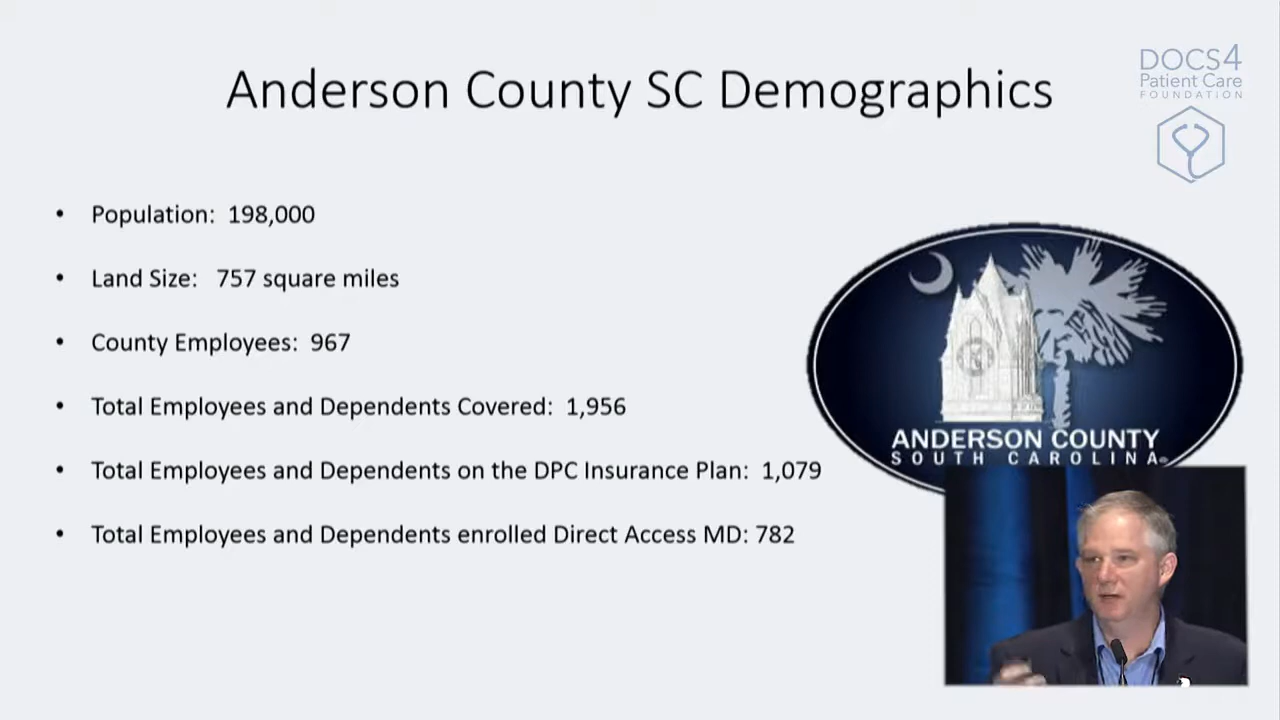 Anderson County SC Demographics
DOCS4
Patient Care
FOUNDATION
• Population: 198,000
• Land Size: 757 square miles
• County Employees: 967
• Total Employees and Dependents Covered: 1,956
• Total Employees and Dependents on the DPC Insurance Plan: 1,079
• Total Employees and Dependents enrolled Direct Access MD: 782
ANDERSON COUNTY
SOUTH CAROLINA